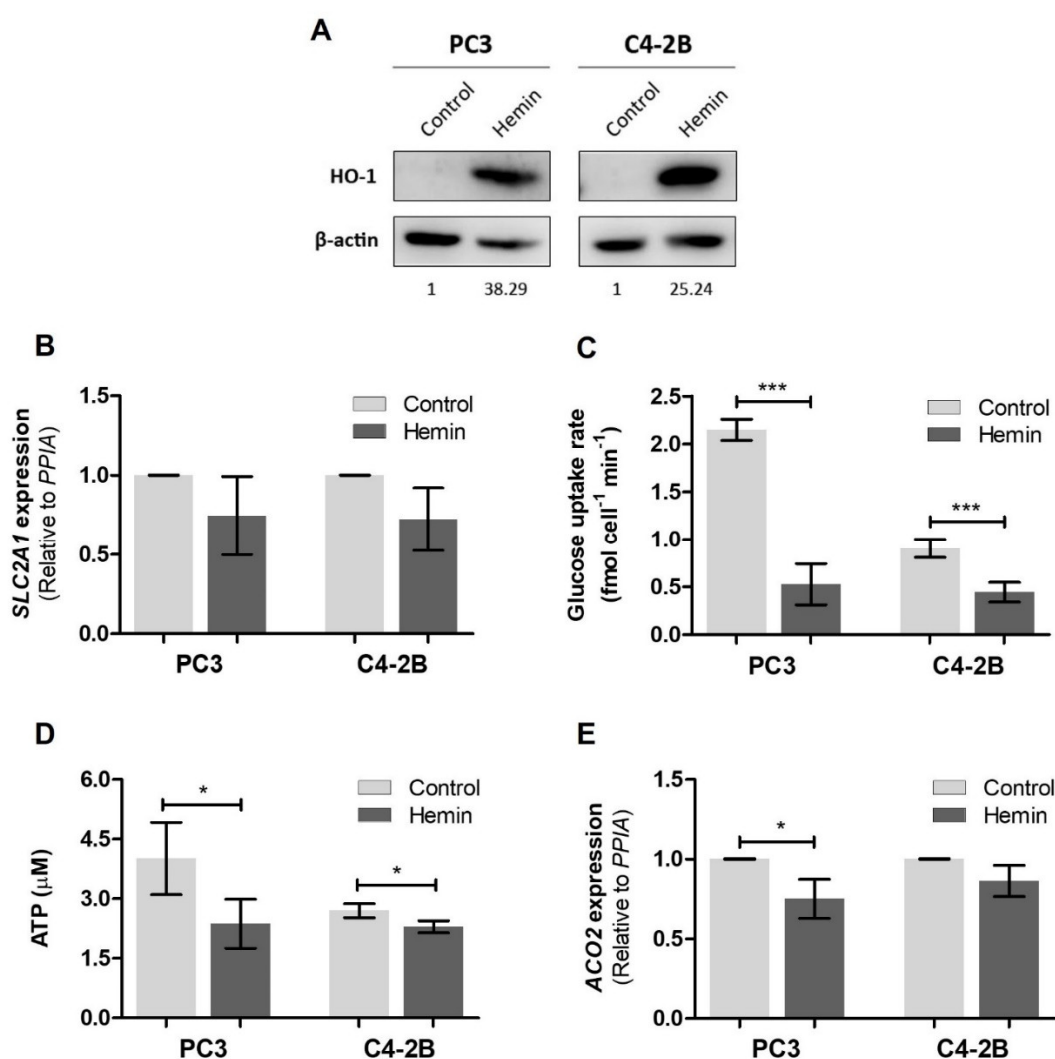 A
PC3
C4-2B
Control
Hemin
Control
Hemin
HO-1
β-actin
1
38.29
1
25.24
B
SLC2A1 expression
(Relative to PPIA)
1.5
1.0
0.5
0.0
Control
Hemin
PC3
C4-2B
C
Glucose uptake rate
(fmol cell⁻¹ min⁻¹)
2.5
2.0
1.5
1.0
0.5
0.0
***
***
Control
Hemin
PC3
C4-2B
D
ATP (µM)
6.0
4.5
3.0
1.5
0.0
*
*
Control
Hemin
PC3
C4-2B
E
ACO2 expression
(Relative to PPIA)
1.5
1.0
0.5
0.0
*
Control
Hemin
PC3
C4-2B